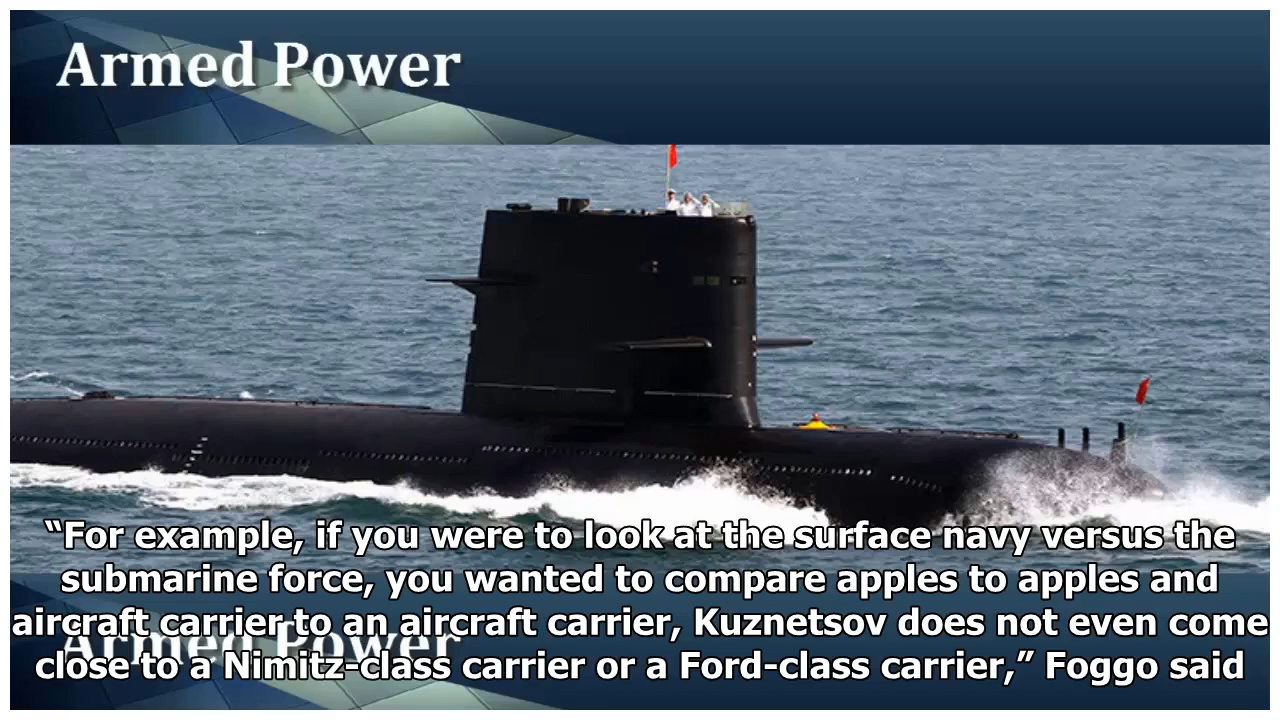 Armed Power
“For example, if you were to look at the surface navy versus the
submarine force, you wanted to compare apples to apples and
aircraft carrier to an aircraft carrier, Kuznetsov does not even come
Armed Power
close to a Nimitz-class carrier or a Ford-class carrier,” Foggo said